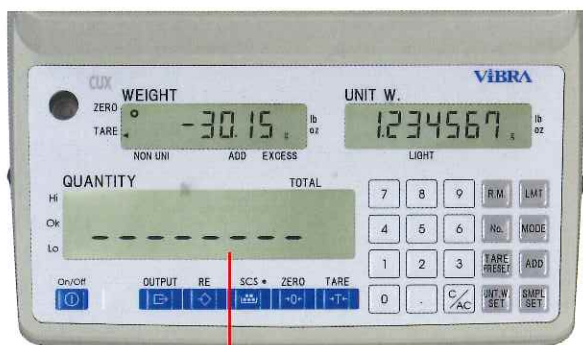 CUX
ViBRA
WEIGHT
UNIT W.
ZERO
TARE
-30.15 g
lb
oz
1.234567 g
lb
oz
NON UNI ADD EXCESS
LIGHT
QUANTITY TOTAL
Hi
Ok
Lo
- - - - - - - -
7 8 9 R.M. LMT
4 5 6 No. MODE
1 2 3 TARE PRESET ADD
0 . C/AC UNT.W. SET SMPL SET
On/Off
OUTPUT RE SCS ZERO TARE
→0← →T←